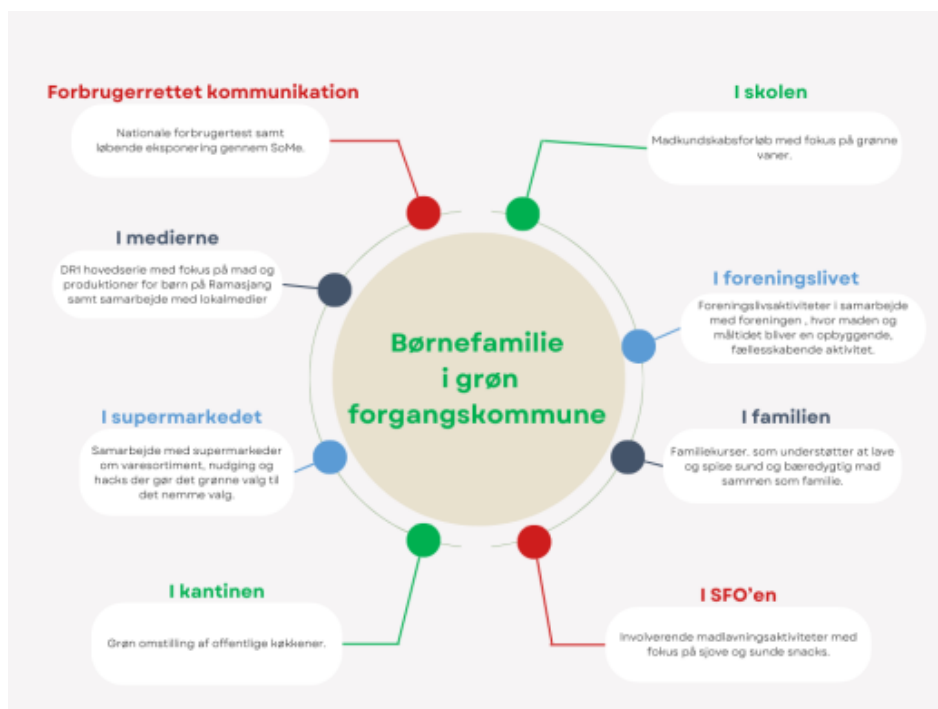 Forbrugerrettet kommunikation
Nationale forbrugertest samt
løbende eksponering gennem SoMe.
I medierne
DR1 hovedserie med fokus på mad og
produktioner for børn på Ramasjang
samt samarbejde med lokalmedier
I supermarkedet
Samarbejde med supermarkeder
om varesortiment, nudging og
hacks der gør det grønne valg til
det nemme valg.
I kantinen
Grøn omstilling af offentlige køkkener.
Børnefamilie
i grøn
forgangskommune
I skolen
Madkundskabsforløb med fokus på grønne
vaner.
I foreningslivet
Foreningslivsaktiviteter i samarbejde
med foreningen , hvor maden og
måltidet bliver en opbyggende,
fællesskabende aktivitet.
I familien
Familiekurser. som understøtter at lave
og spise sund og bæredygtig mad
sammen som familie.
I SFO'en
Involverende madlavningsaktiviteter med
fokus på sjove og sunde snacks.